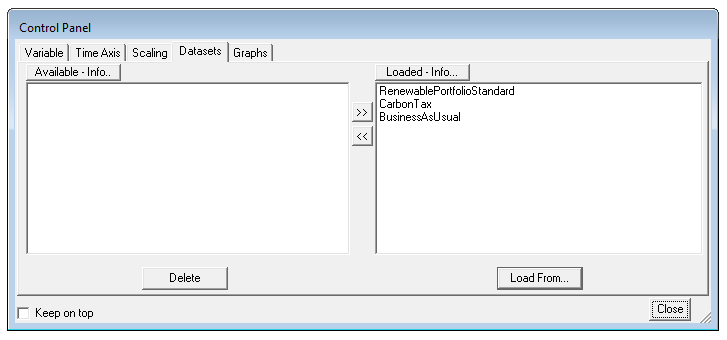 Control Panel
Variable Time Axis Scaling Datasets Graphs
Available - Info.. Loaded - Info...
RenewablePortfolioStandard
CarbonTax
>>
BusinessAsUsual
<<
Delete Load From...
Keep on top Close